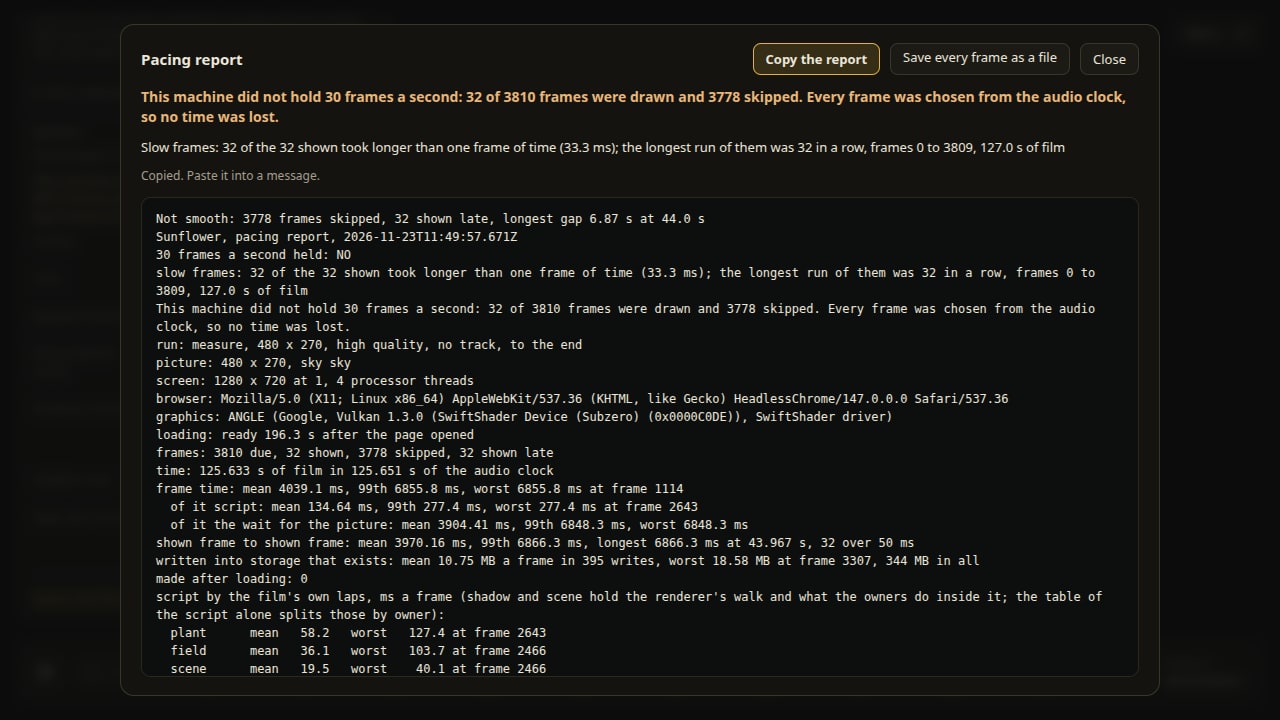 Pacing report
Copy the report
Save every frame as a file
Close
This machine did not hold 30 frames a second: 32 of 3810 frames were drawn and 3778 skipped. Every frame was chosen from the audio clock,
so no time was lost.
Slow frames: 32 of the 32 shown took longer than one frame of time (33.3 ms); the longest run of them was 32 in a row, frames 0 to 3809, 127.0 s of film
Copied. Paste it into a message.
Not smooth: 3778 frames skipped, 32 shown late, longest gap 6.87 s at 44.0 s
Sunflower, pacing report, 2026-11-23T11:49:57.671Z
30 frames a second held: NO
slow frames: 32 of the 32 shown took longer than one frame of time (33.3 ms); the longest run of them was 32 in a row, frames 0 to
3809, 127.0 s of film
This machine did not hold 30 frames a second: 32 of 3810 frames were drawn and 3778 skipped. Every frame was chosen from the audio
clock, so no time was lost.
run: measure, 480 x 270, high quality, no track, to the end
picture: 480 x 270, sky sky
screen: 1280 x 720 at 1, 4 processor threads
browser: Mozilla/5.0 (X11; Linux x86_64) AppleWebKit/537.36 (KHTML, like Gecko) HeadlessChrome/147.0.0.0 Safari/537.36
graphics: ANGLE (Google, Vulkan 1.3.0 (SwiftShader Device (Subzero) (0x0000C0DE)), SwiftShader driver)
loading: ready 196.3 s after the page opened
frames: 3810 due, 32 shown, 3778 skipped, 32 shown late
time: 125.633 s of film in 125.651 s of the audio clock
frame time: mean 4039.1 ms, 99th 6855.8 ms, worst 6855.8 ms at frame 1114
of it script: mean 134.64 ms, 99th 277.4 ms, worst 277.4 ms at frame 2643
of it the wait for the picture: mean 3904.41 ms, 99th 6848.3 ms, worst 6848.3 ms
shown frame to shown frame: mean 3970.16 ms, 99th 6866.3 ms, longest 6866.3 ms at 43.967 s, 32 over 50 ms
written into storage that exists: mean 10.75 MB a frame in 395 writes, worst 18.58 MB at frame 3307, 344 MB in all
made after loading: 0
script by the film's own laps, ms a frame (shadow and scene hold the renderer's walk and what the owners do inside it; the table of
the script alone splits those by owner):
plant mean 58.2 worst 127.4 at frame 2643
field mean 36.1 worst 103.7 at frame 2466
scene mean 19.5 worst 40.1 at frame 2466